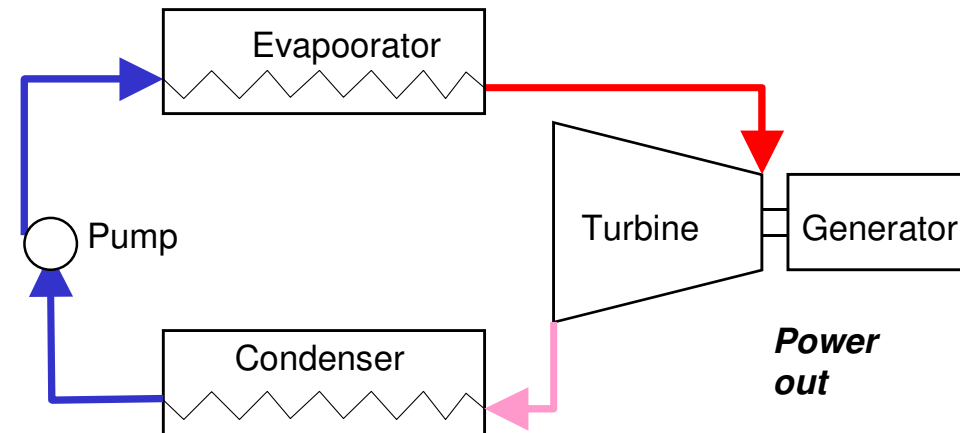 Evapoorator
Pump
Turbine
Generator
Condenser
Power
out